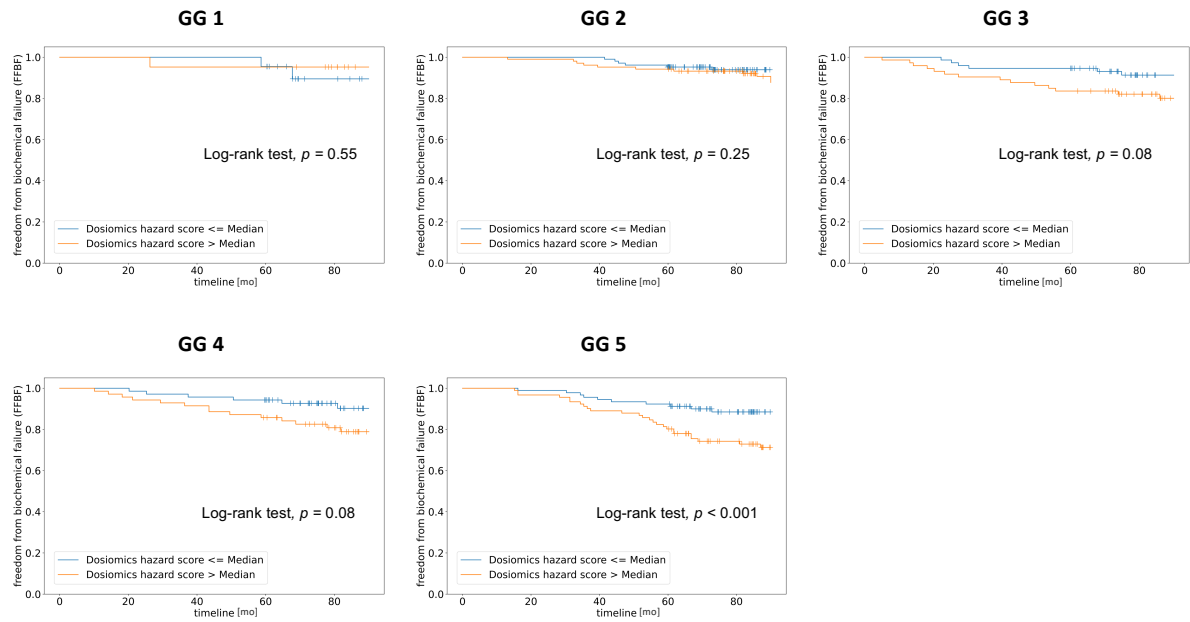 GG 1
freedom from biochemical failure (FFBF)
1.0
0.8
0.6
0.4
0.2
0.0
Log-rank test, p = 0.55
Dosiomics hazard score <= Median
Dosiomics hazard score > Median
0 20 40 60 80
timeline [mo]
GG 2
freedom from biochemical failure (FFBF)
1.0
0.8
0.6
0.4
0.2
0.0
Log-rank test, p = 0.25
Dosiomics hazard score <= Median
Dosiomics hazard score > Median
0 20 40 60 80
timeline [mo]
GG 3
freedom from biochemical failure (FFBF)
1.0
0.8
0.6
0.4
0.2
0.0
Log-rank test, p = 0.08
Dosiomics hazard score <= Median
Dosiomics hazard score > Median
0 20 40 60 80
timeline [mo]
GG 4
freedom from biochemical failure (FFBF)
1.0
0.8
0.6
0.4
0.2
0.0
Log-rank test, p = 0.08
Dosiomics hazard score <= Median
Dosiomics hazard score > Median
0 20 40 60 80
timeline [mo]
GG 5
freedom from biochemical failure (FFBF)
1.0
0.8
0.6
0.4
0.2
0.0
Log-rank test, p < 0.001
Dosiomics hazard score <= Median
Dosiomics hazard score > Median
0 20 40 60 80
timeline [mo]